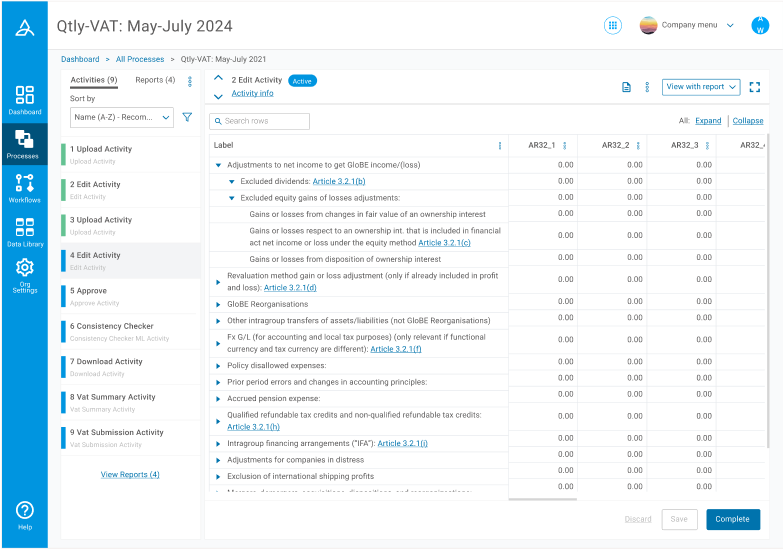 Qtly-VAT: May-July 2024
Company menu
A
W
Dashboard > All Processes > Qtly-VAT: May-July 2021
Dashboard
Processes
Workflows
Data Library
Org
Settings
Help
Activities (9)
Reports (4)
Sort by
Name (A-Z) - Recom...
1 Upload Activity
Upload Activity
2 Edit Activity
Edit Activity
3 Upload Activity
Upload Activity
4 Edit Activity
Edit Activity
5 Approve
Approve Activity
6 Consistency Checker
Consistency Checker ML Activity
7 Download Activity
Download Activity
8 Vat Summary Activity
Vat Summary Activity
9 Vat Submission Activity
Vat Submission Activity
View Reports (4)
2 Edit Activity Active
Activity info
View with report
Search rows
All: Expand | Collapse
Label AR32_1 AR32_2 AR32_3 AR32_
Adjustments to net income to get GloBE income/(loss) 0.00 0.00 0.00
Excluded dividends: Article 3.2.1(b) 0.00 0.00 0.00
Excluded equity gains of losses adjustments: 0.00 0.00 0.00
Gains or losses from changes in fair value of an ownership interest 0.00 0.00 0.00
Gains or losses respect to an ownership int. that is included in financial
act net income or loss under the equity method Article 3.2.1(c) 0.00 0.00 0.00
Gains or losses from disposition of ownership interest 0.00 0.00 0.00
Revaluation method gain or loss adjustment (only if already included in profit
and loss): Article 3.2.1(d) 0.00 0.00 0.00
GloBE Reorganisations 0.00 0.00 0.00
Other intragroup transfers of assets/liabilities (not GloBE Reorganisations) 0.00 0.00 0.00
Fx G/L (for accounting and local tax purposes) (only relevant if functional
currency and tax currency are different): Article 3.2.1(f) 0.00 0.00 0.00
Policy disallowed expenses: 0.00 0.00 0.00
Prior period errors and changes in accounting principles: 0.00 0.00 0.00
Accrued pension expense: 0.00 0.00 0.00
Qualified refundable tax credits and non-qualified refundable tax credits:
Article 3.2.1(h) 0.00 0.00 0.00
Intragroup financing arrangements ("IFA"): Article 3.2.1(i) 0.00 0.00 0.00
Adjustments for companies in distress 0.00 0.00 0.00
Exclusion of international shipping profits 0.00 0.00 0.00
0.00 0.00 0.00
Discard
Save
Complete